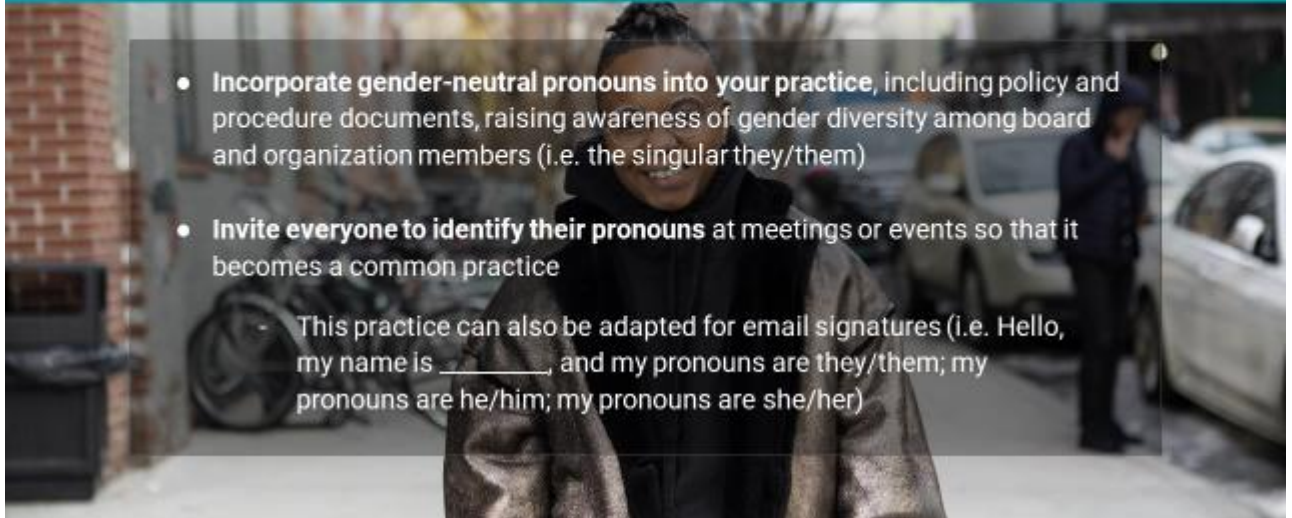 ● Incorporate gender-neutral pronouns into your practice, including policy and
procedure documents, raising awareness of gender diversity among board
and organization members (i.e. the singular they/them)
● Invite everyone to identify their pronouns at meetings or events so that it
becomes a common practice
- This practice can also be adapted for email signatures (i.e. Hello,
my name is ________, and my pronouns are they/them; my
pronouns are he/him; my pronouns are she/her)